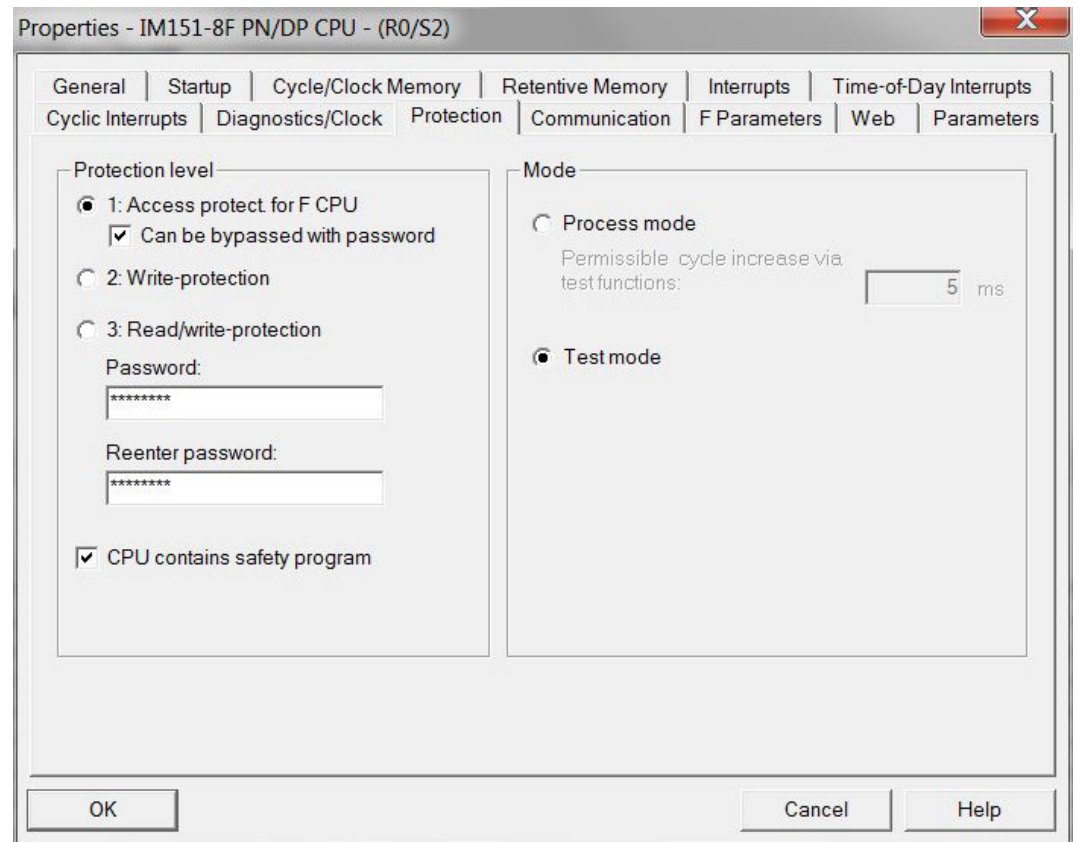 Properties - IM151-8F PN/DP CPU - (R0/S2)
X
General
Startup
Cycle/Clock Memory
Retentive Memory
Interrupts
Time-of-Day Interrupts
Cyclic Interrupts
Diagnostics/Clock
Protection
Communication
F Parameters
Web
Parameters
Protection level
1: Access protect. for F CPU
Can be bypassed with password
2: Write-protection
3: Read/write-protection
Password:
********
Reenter password:
********
CPU contains safety program
Mode
Process mode
Permissible cycle increase via
test functions:
5 ms
Test mode
OK
Cancel
Help